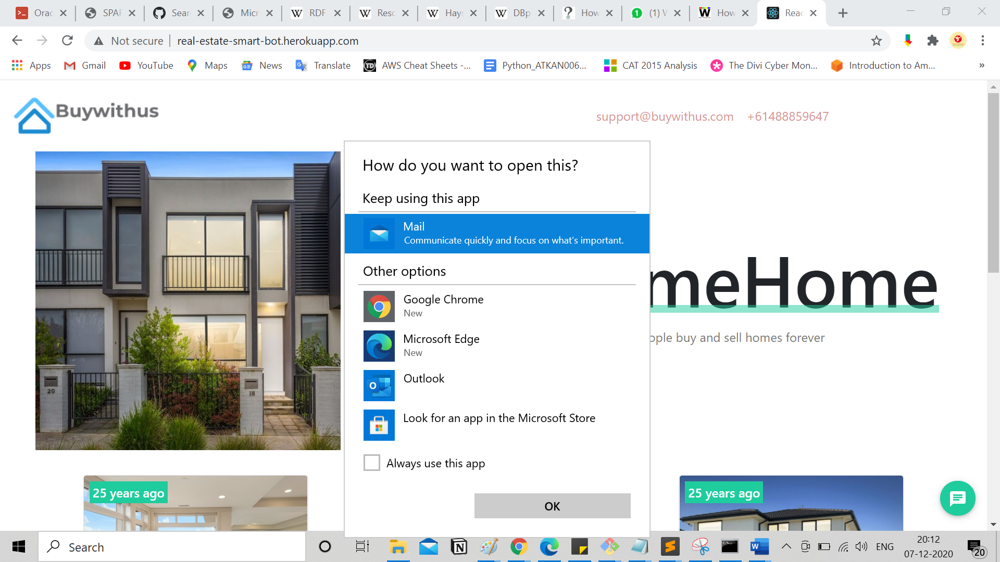 Orac SPAF Sear Micr RDF Reso Hays DBp How (1) W How Reac
Not secure real-estate-smart-bot.herokuapp.com
Apps Gmail YouTube Maps News Translate AWS Cheat Sheets -... Python_ATKAN006... CAT 2015 Analysis The Divi Cyber Mon... Introduction to Am... »
Buywithus
support@buywithus.com +61488859647
How do you want to open this?
Keep using this app
Mail
Communicate quickly and focus on what's important.
Other options
Google Chrome
New
Microsoft Edge
New
Outlook
Look for an app in the Microsoft Store
Always use this app
OK
meHome
ople buy and sell homes forever
20
18
25 years ago
25 years ago
Search
ENG
20:12
07-12-2020
20